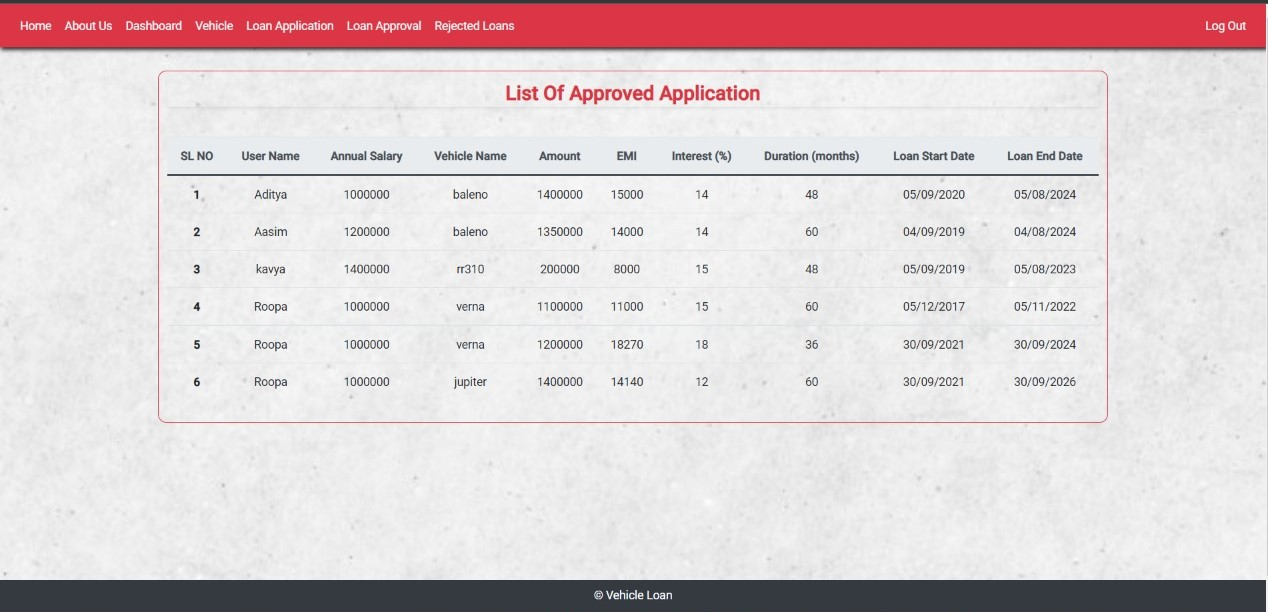 Home About Us Dashboard Vehicle Loan Application Loan Approval Rejected Loans Log Out
List Of Approved Application
SL NO User Name Annual Salary Vehicle Name Amount EMI Interest (%) Duration (months) Loan Start Date Loan End Date
1 Aditya 1000000 baleno 1400000 15000 14 48 05/09/2020 05/08/2024
2 Aasim 1200000 baleno 1350000 14000 14 60 04/09/2019 04/08/2024
3 kavya 1400000 rr310 200000 8000 15 48 05/09/2019 05/08/2023
4 Roopa 1000000 verna 1100000 11000 15 60 05/12/2017 05/11/2022
5 Roopa 1000000 verna 1200000 18270 18 36 30/09/2021 30/09/2024
6 Roopa 1000000 jupiter 1400000 14140 12 60 30/09/2021 30/09/2026
© Vehicle Loan